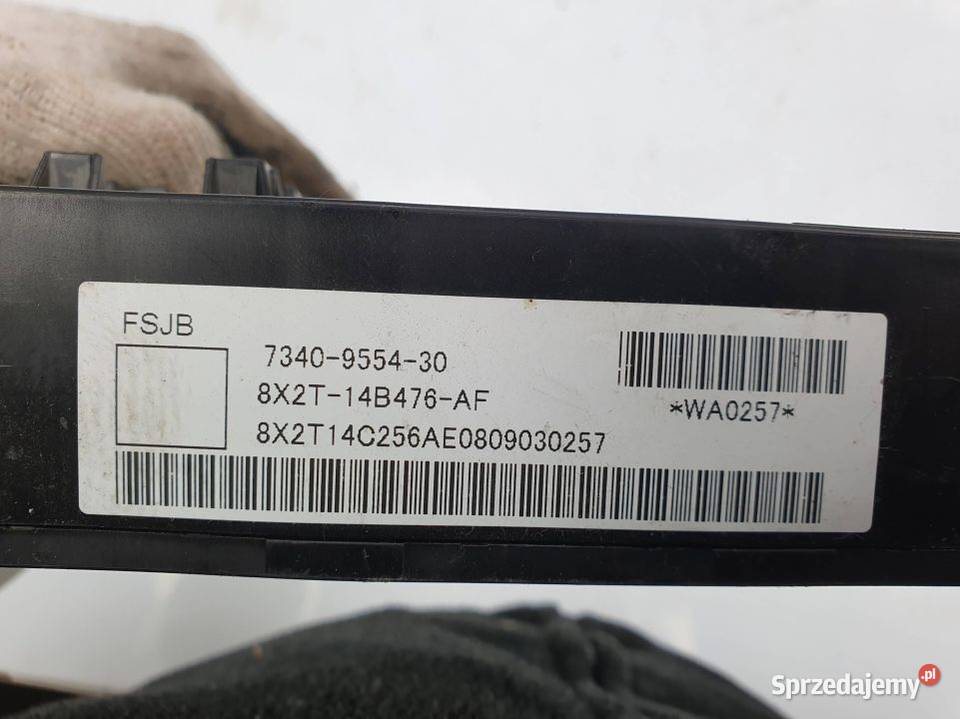 FSJB
7340-9554-30
8X2T-14B476-AF
8X2T14C256AE0809030257
*WA0257*
Sprzedajemy.pl